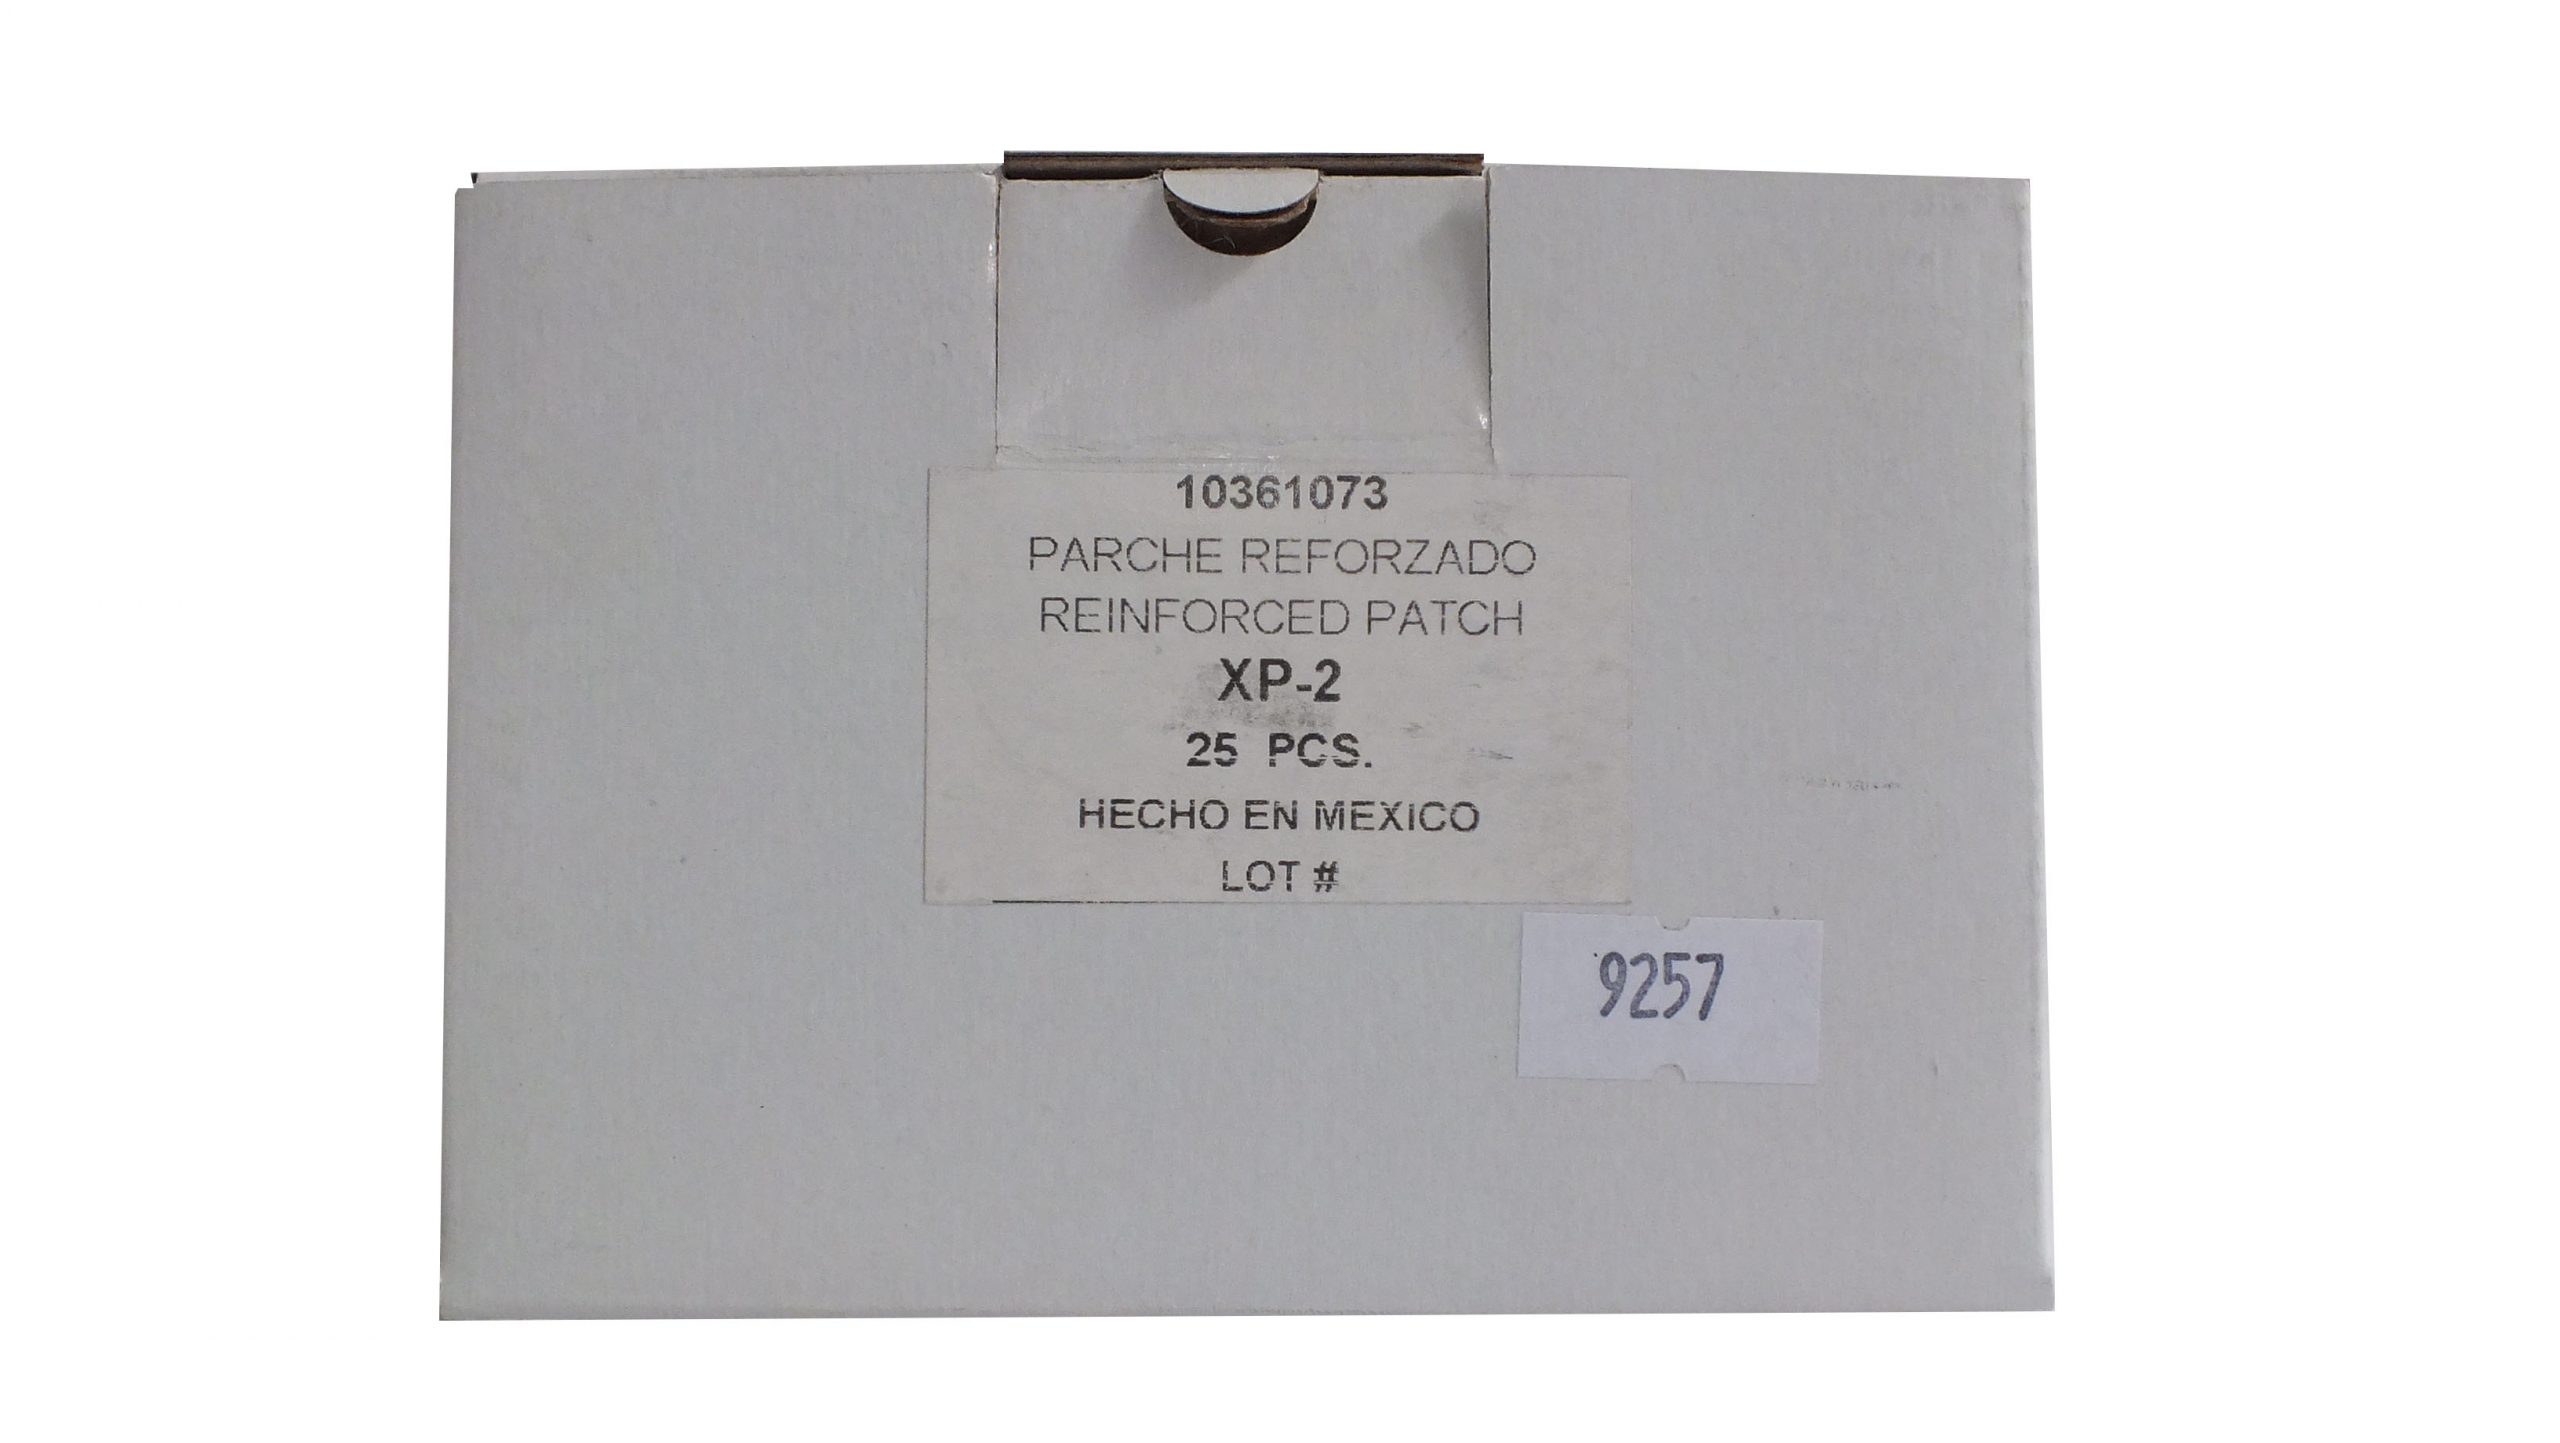 10361073
PARCHE REFORZADO
REINFORCED PATCH
XP-2
25 PCS.
HECHO EN MEXICO
LOT #
9257